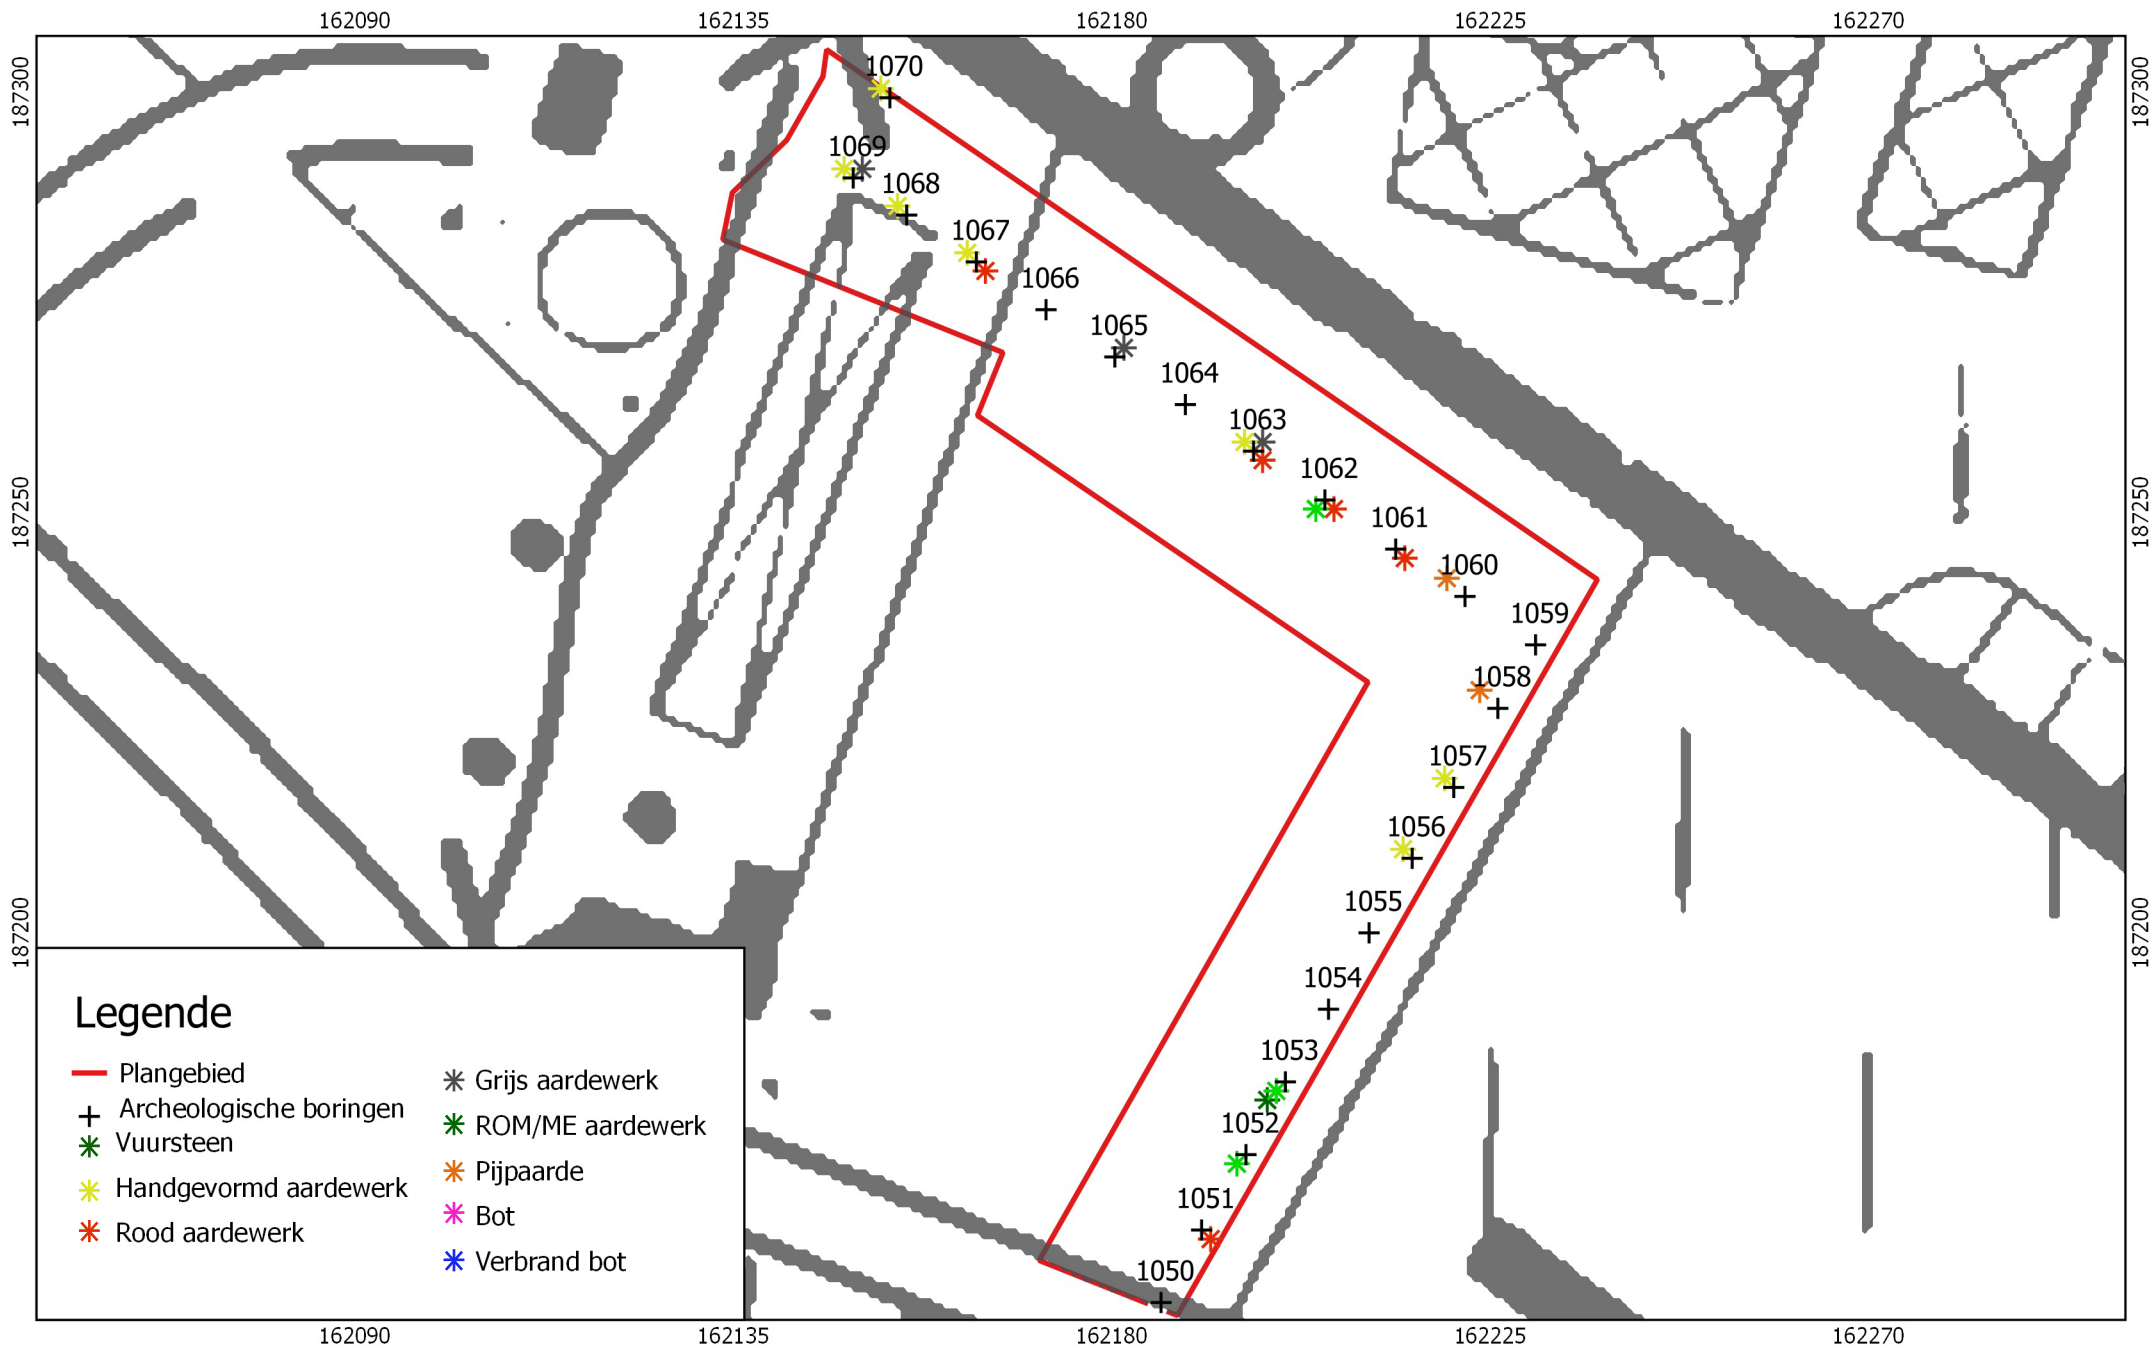 162090 162135 162180 162225 162270
187300 187300
1070
1069
1068
1067
1066
1065
1064
1063
1062
187250 187250
1061
1060
1059
1058
1057
1056
1055
187200 187200
1054
1053
1052
1051
1050
Legende
Plangebied
Archeologische boringen
Vuursteen
Handgevormd aardewerk
Rood aardewerk
Grijs aardewerk
ROM/ME aardewerk
Pijpaarde
Bot
Verbrand bot
162090 162135 162180 162225 162270